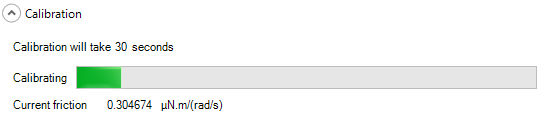 Calibration
Calibration will take 30 seconds
Calibrating
Current friction 0.304674 µN.m/(rad/s)